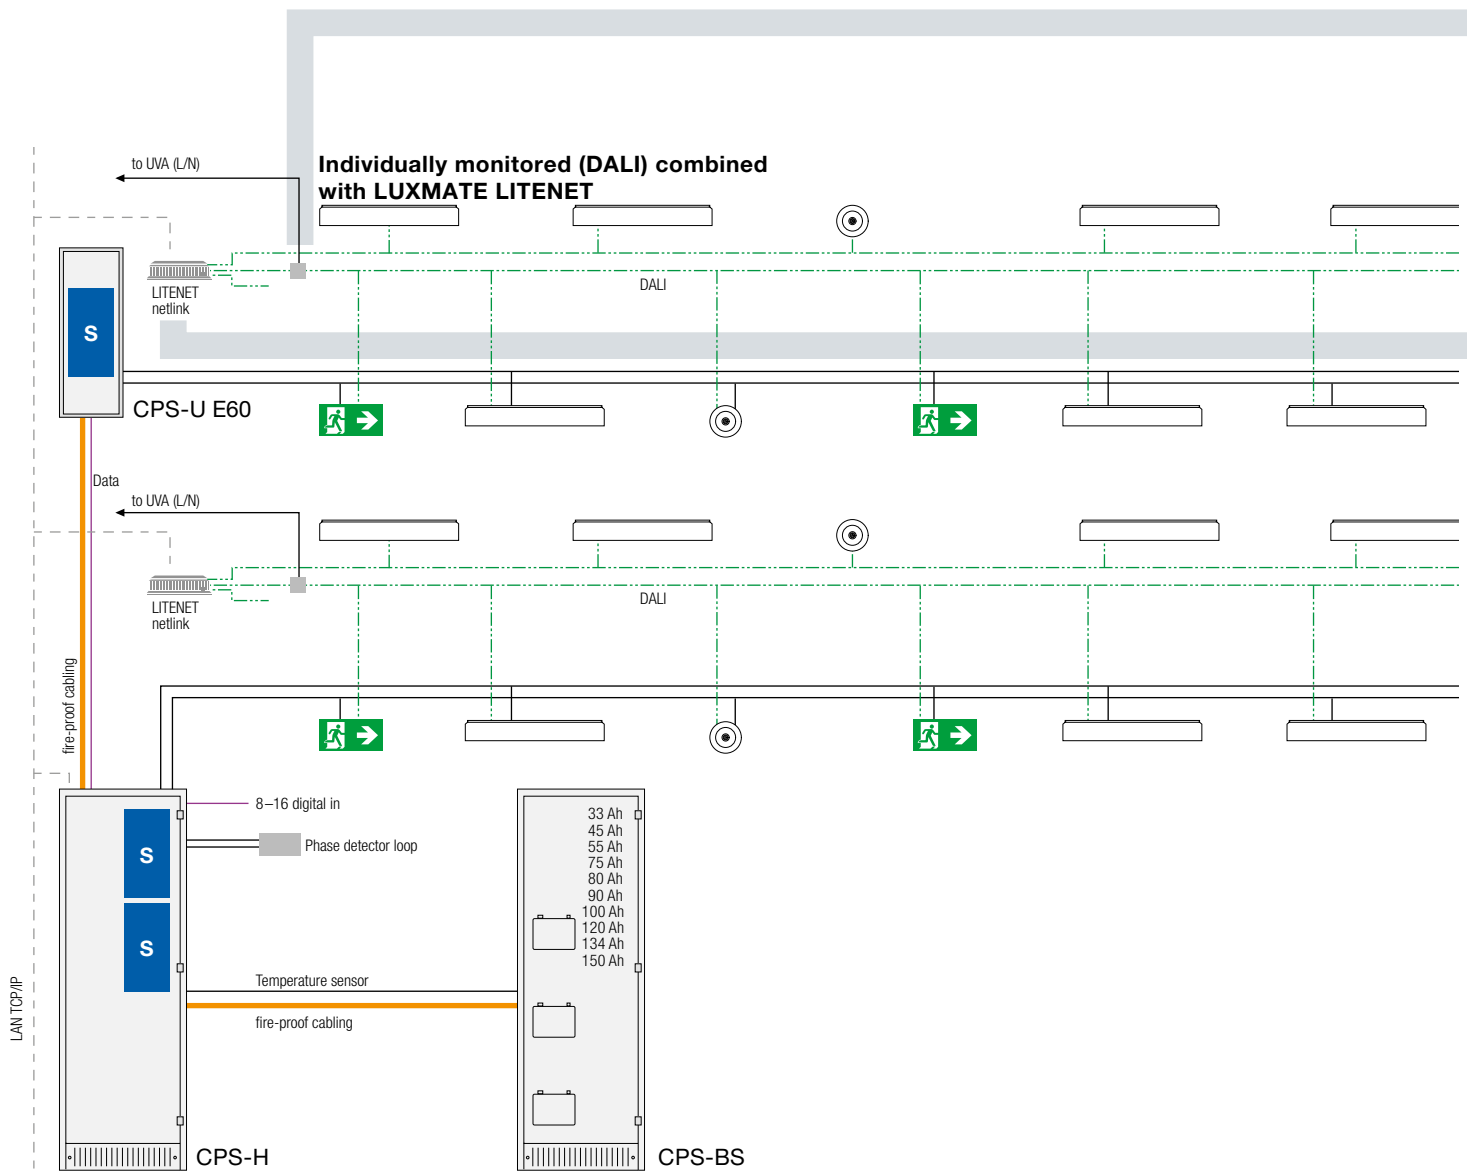 to UVA (L/N)
Individually monitored (DALI) combined
with LUXMATE LITENET
LITENET
netlink
DALI
S
CPS-U E60
Data
to UVA (L/N)
LITENET
netlink
DALI
fire-proof cabling
8–16 digital in
S
Phase detector loop
S
Temperature sensor
fire-proof cabling
33 Ah
45 Ah
55 Ah
75 Ah
80 Ah
90 Ah
100 Ah
120 Ah
134 Ah
150 Ah
LAN TCP/IP
CPS-H
CPS-BS